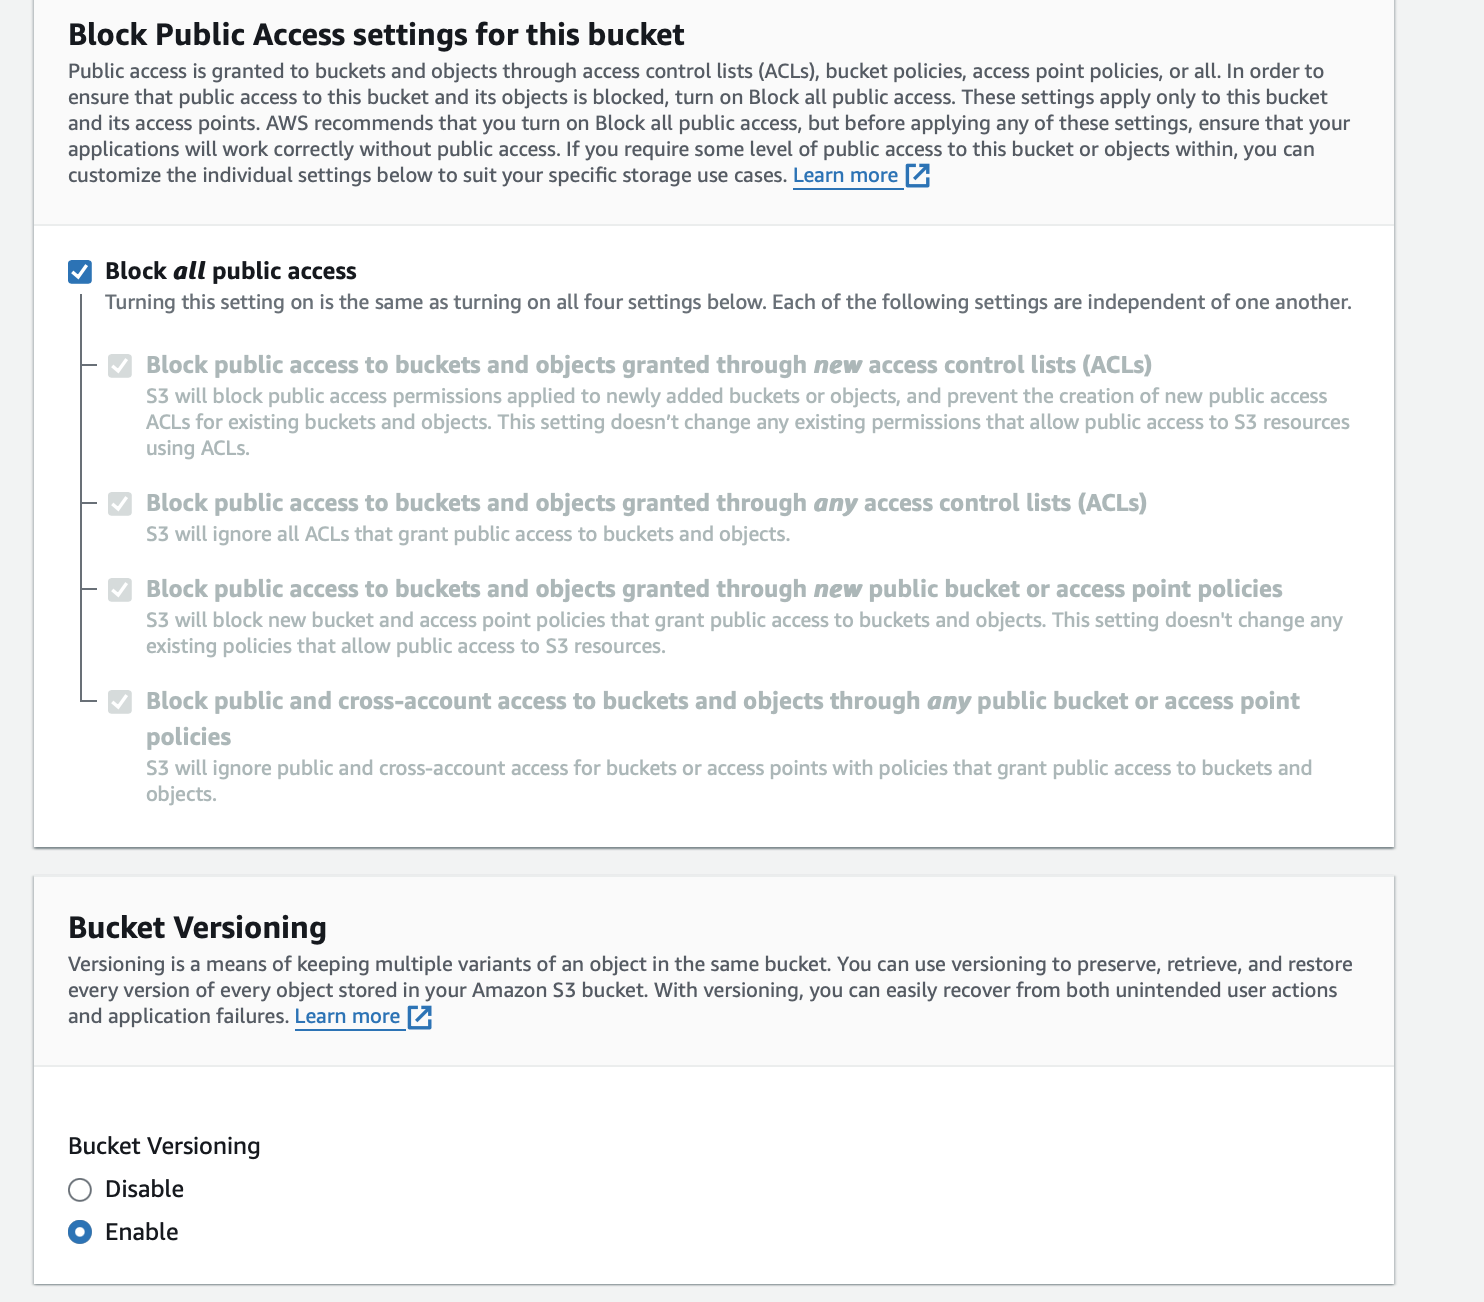 Block Public Access settings for this bucket
Public access is granted to buckets and objects through access control lists (ACLs), bucket policies, access point policies, or all. In order to
ensure that public access to this bucket and its objects is blocked, turn on Block all public access. These settings apply only to this bucket
and its access points. AWS recommends that you turn on Block all public access, but before applying any of these settings, ensure that your
applications will work correctly without public access. If you require some level of public access to this bucket or objects within, you can
customize the individual settings below to suit your specific storage use cases. Learn more
Block all public access
Turning this setting on is the same as turning on all four settings below. Each of the following settings are independent of one another.
Block public access to buckets and objects granted through new access control lists (ACLs)
S3 will block public access permissions applied to newly added buckets or objects, and prevent the creation of new public access
ACLs for existing buckets and objects. This setting doesn’t change any existing permissions that allow public access to S3 resources
using ACLs.
Block public access to buckets and objects granted through any access control lists (ACLs)
S3 will ignore all ACLs that grant public access to buckets and objects.
Block public access to buckets and objects granted through new public bucket or access point policies
S3 will block new bucket and access point policies that grant public access to buckets and objects. This setting doesn't change any
existing policies that allow public access to S3 resources.
Block public and cross-account access to buckets and objects through any public bucket or access point
policies
S3 will ignore public and cross-account access for buckets or access points with policies that grant public access to buckets and
objects.
Bucket Versioning
Versioning is a means of keeping multiple variants of an object in the same bucket. You can use versioning to preserve, retrieve, and restore
every version of every object stored in your Amazon S3 bucket. With versioning, you can easily recover from both unintended user actions
and application failures. Learn more
Bucket Versioning
Disable
Enable